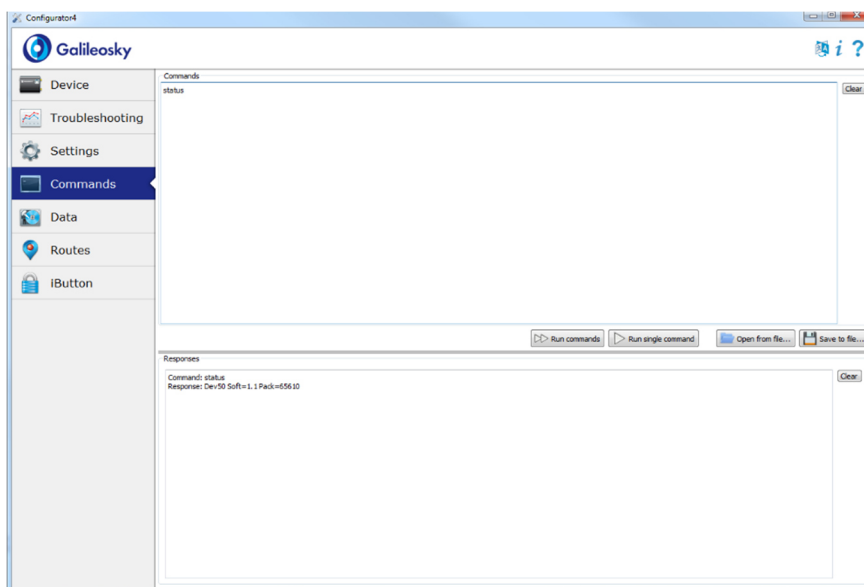 Configurator4
Galileosky
i ?
Device
Troubleshooting
Settings
Commands
Data
Routes
iButton
Commands
status
Clear
Run commands
Run single command
Open from file...
Save to file...
Responses
Command: status
Response: Dev50 Soft=1.1 Pack=65610
Clear